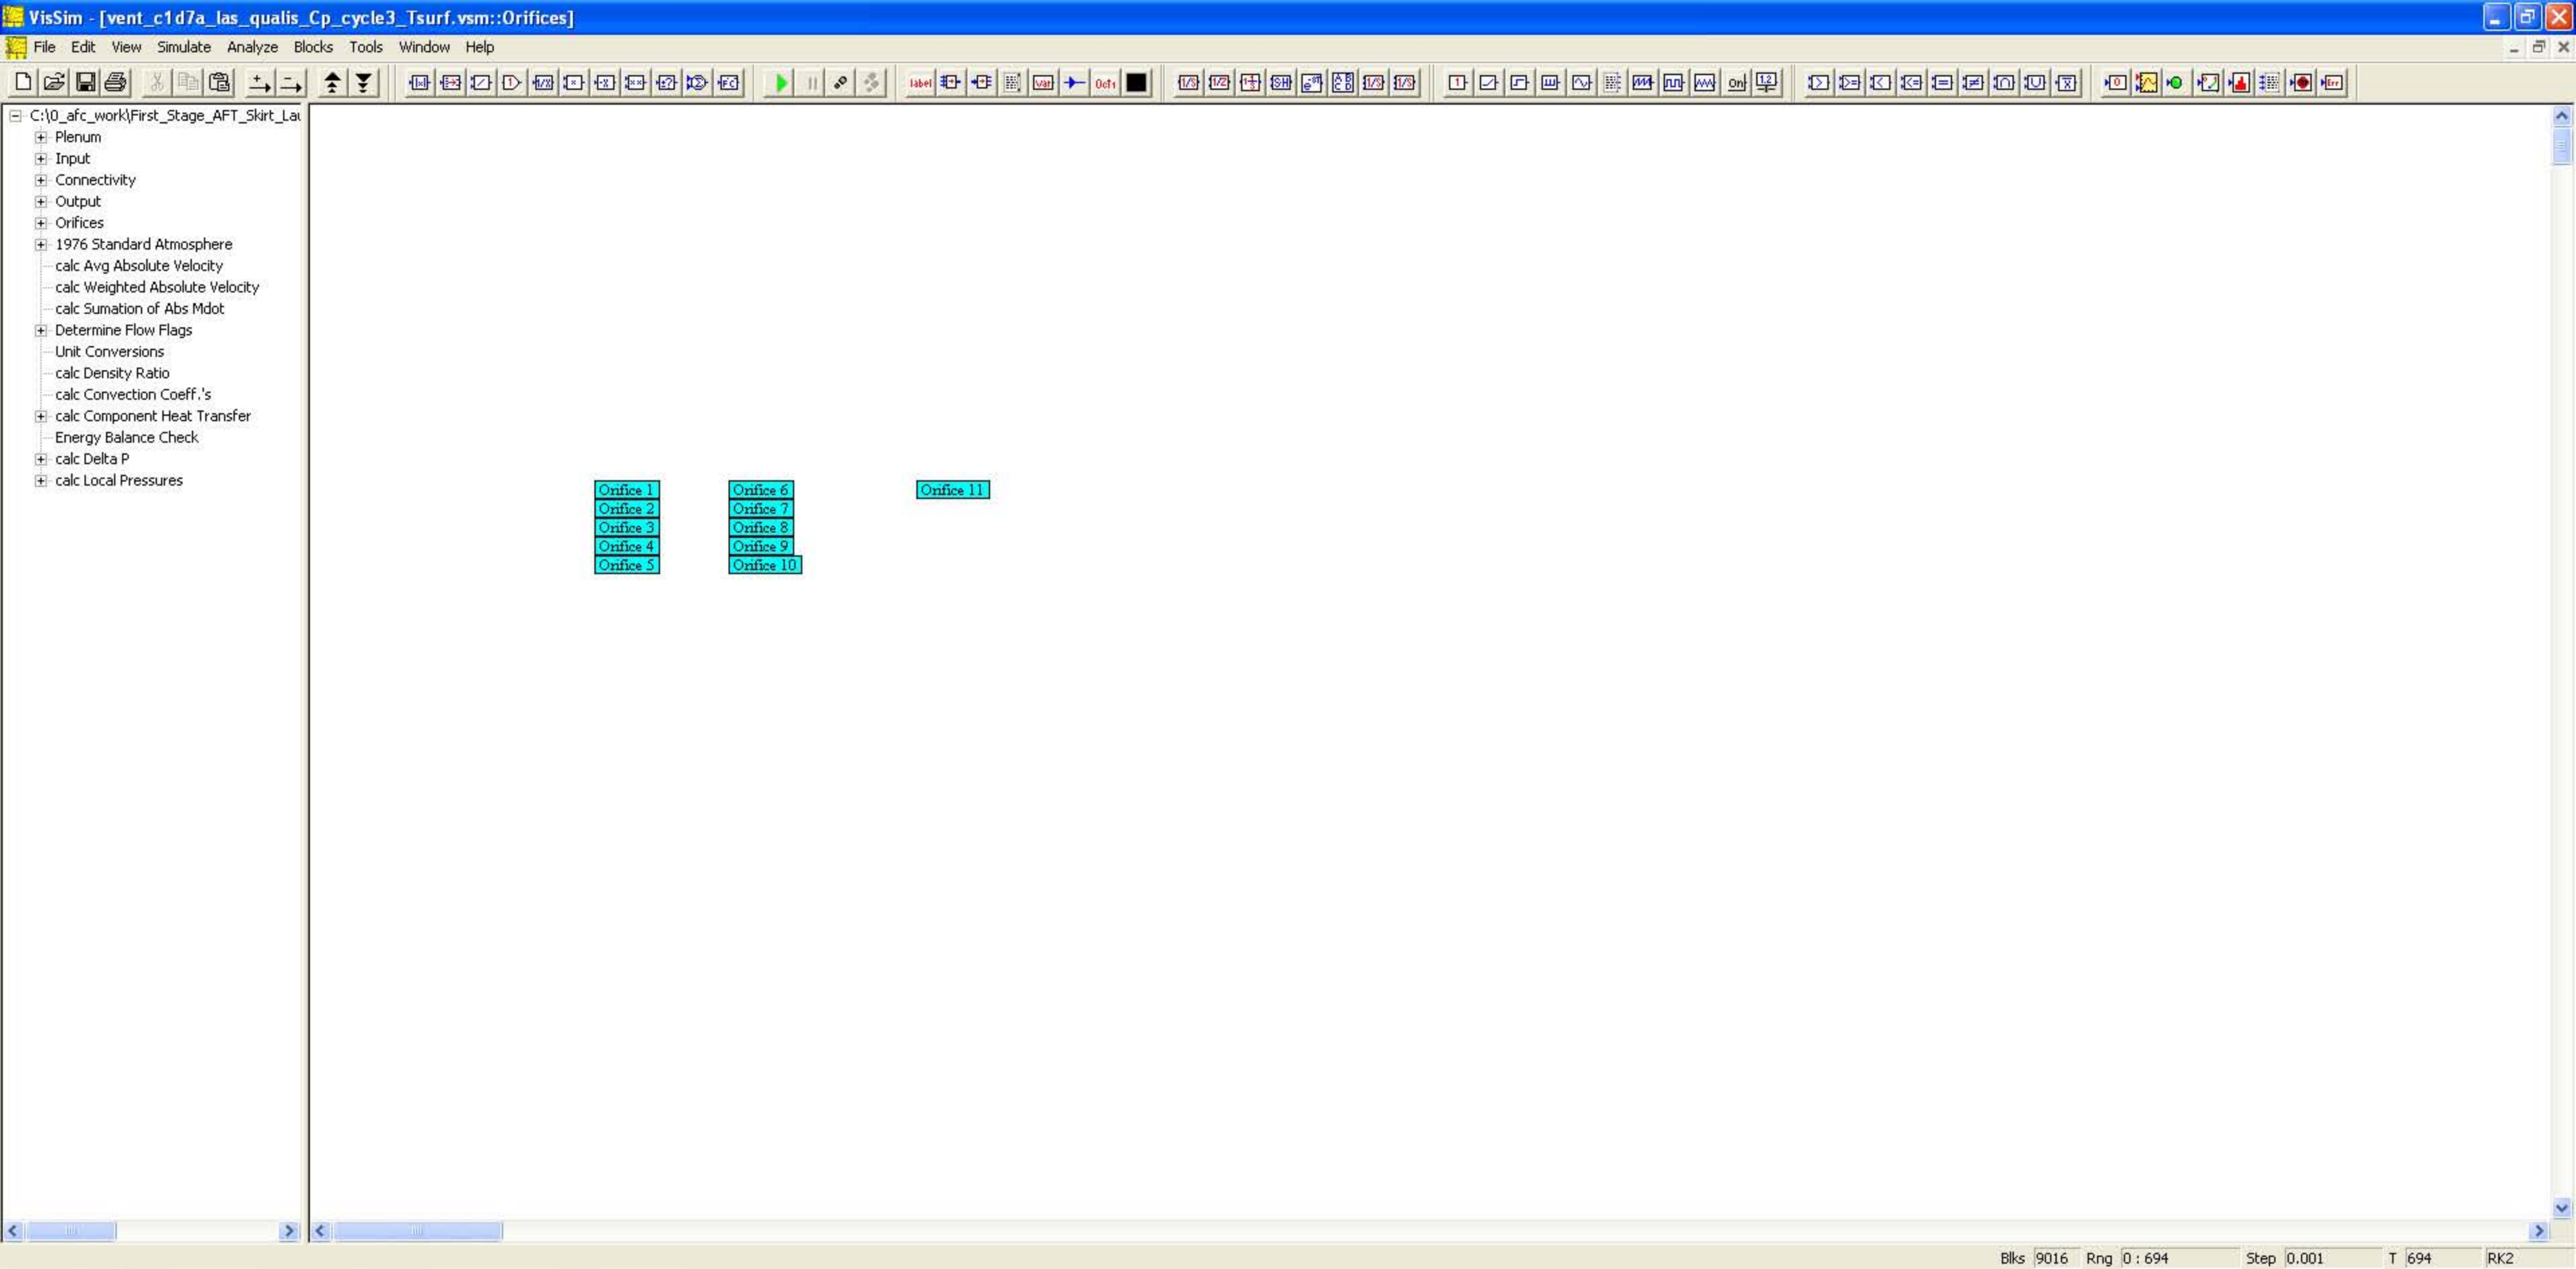 VisSim - [vent_c1d7a_las_qualis_Cp_cycle3_Tsurf.vsm::Orifices]
File Edit View Simulate Analyze Blocks Tools Window Help
C:\0_afc_work\First_Stage_AFT_Skirt_Lau
Plenum
Input
Connectivity
Output
Orifices
1976 Standard Atmosphere
calc Avg Absolute Velocity
calc Weighted Absolute Velocity
calc Sumation of Abs Mdot
Determine Flow Flags
Unit Conversions
calc Density Ratio
calc Convection Coeff.'s
calc Component Heat Transfer
Energy Balance Check
calc Delta P
calc Local Pressures
Orifice 1
Orifice 2
Orifice 3
Orifice 4
Orifice 5
Orifice 6
Orifice 7
Orifice 8
Orifice 9
Orifice 10
Orifice 11
Blks 9016 Rng 0 : 694 Step 0.001 T 694 RK2